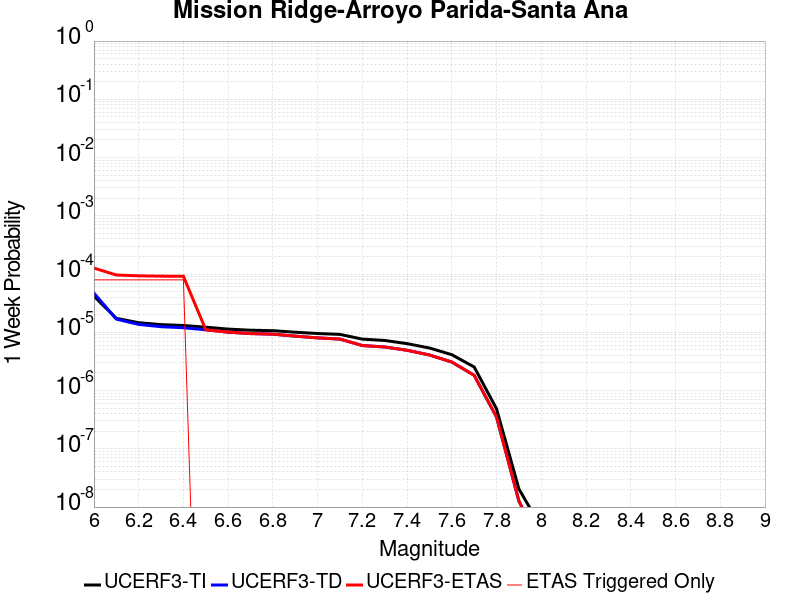 Mission Ridge-Arroyo Parida-Santa Ana
10^0
10^-1
10^-2
10^-3
10^-4
10^-5
10^-6
10^-7
10^-8
1 Week Probability
6 6.2 6.4 6.6 6.8 7 7.2 7.4 7.6 7.8 8 8.2 8.4 8.6 8.8 9
Magnitude
UCERF3-TI UCERF3-TD UCERF3-ETAS ETAS Triggered Only